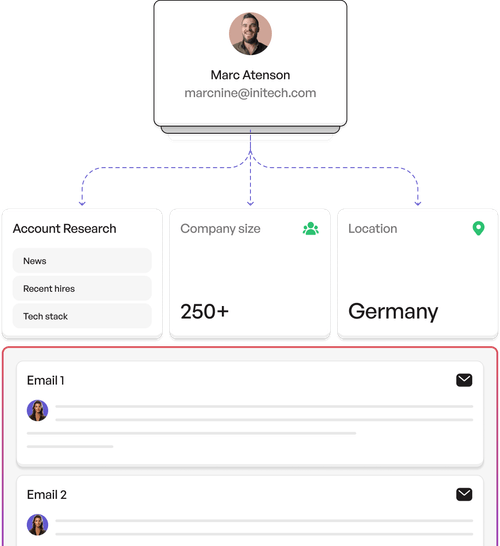 Marc Atenson
marcnine@initech.com
Account Research
News
Recent hires
Tech stack
Company size
250+
Location
Germany
Email 1
Email 2